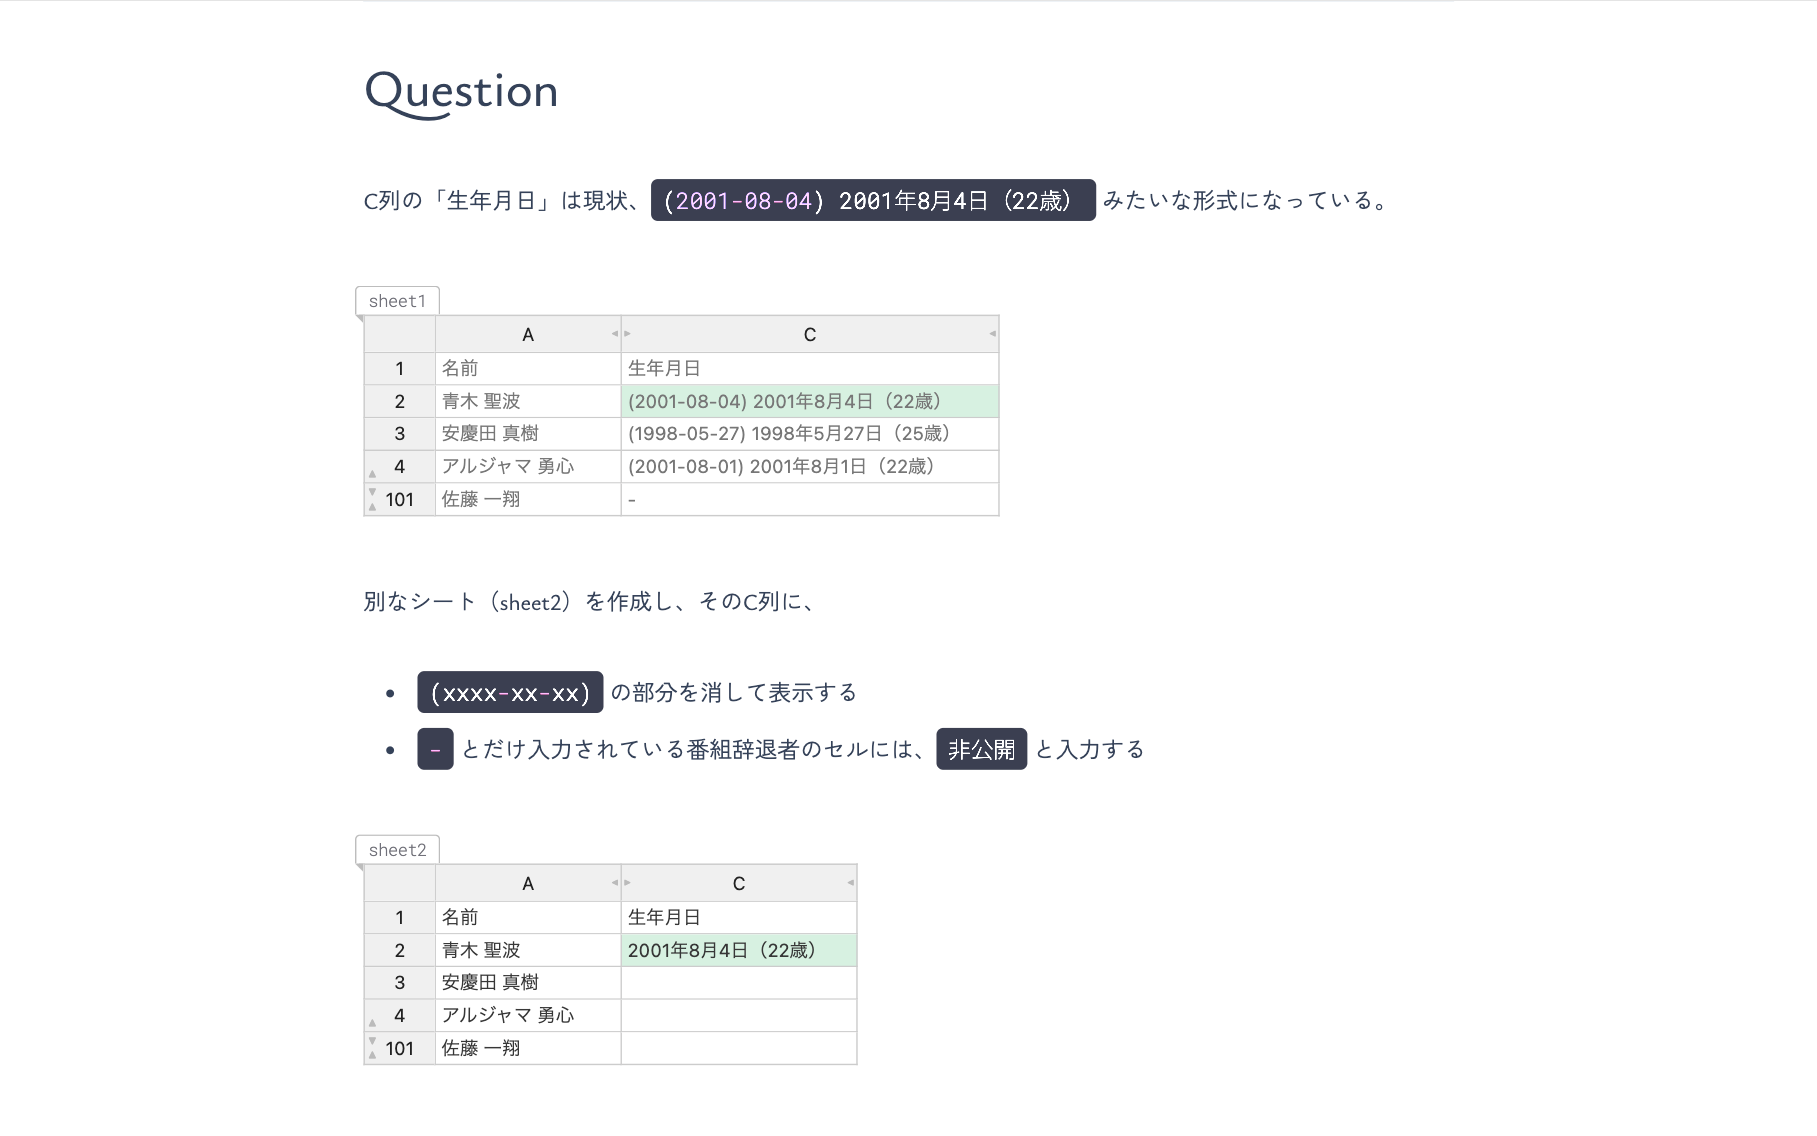 Question
C列の「生年月日」は現状、 (2001-08-04) 2001年8月4日（22歳） みたいな形式になっている。
sheet1
A C
1 名前 生年月日
2 青木 聖波 (2001-08-04) 2001年8月4日（22歳）
3 安慶田 真樹 (1998-05-27) 1998年5月27日（25歳）
4 アルジャマ 勇心 (2001-08-01) 2001年8月1日（22歳）
101 佐藤 一翔 -
別なシート（sheet2）を作成し、そのC列に、
• (xxxx-xx-xx) の部分を消して表示する
• - とだけ入力されている番組辞退者のセルには、 非公開 と入力する
sheet2
A C
1 名前 生年月日
2 青木 聖波 2001年8月4日（22歳）
3 安慶田 真樹
4 アルジャマ 勇心
101 佐藤 一翔